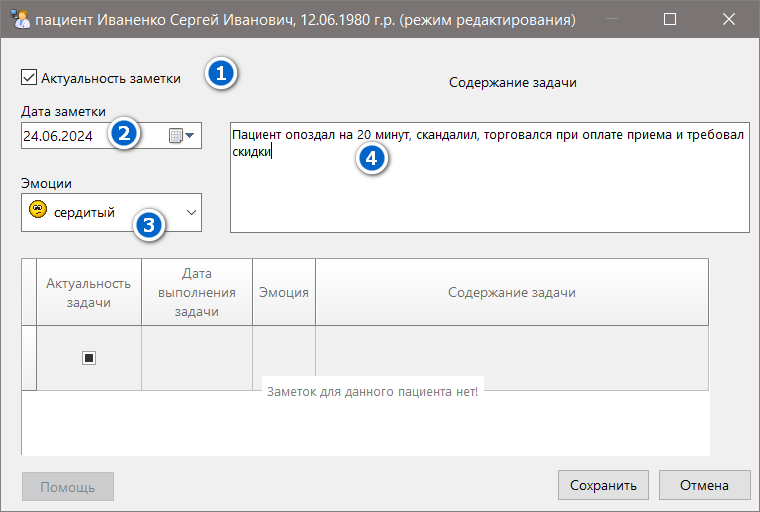 пациент Иваненко Сергей Иванович, 12.06.1980 г.р. (режим редактирования)
Актуальность заметки
1
Содержание задачи
Дата заметки
24.06.2024
2
Пациент опоздал на 20 минут, скандалил, торговался при оплате приема и требовал
скидки
4
Эмоции
сердитый
3
Актуальность
задачи
Дата
выполнения
задачи
Эмоция
Содержание задачи
Заметок для данного пациента нет!
Помощь
Сохранить
Отмена